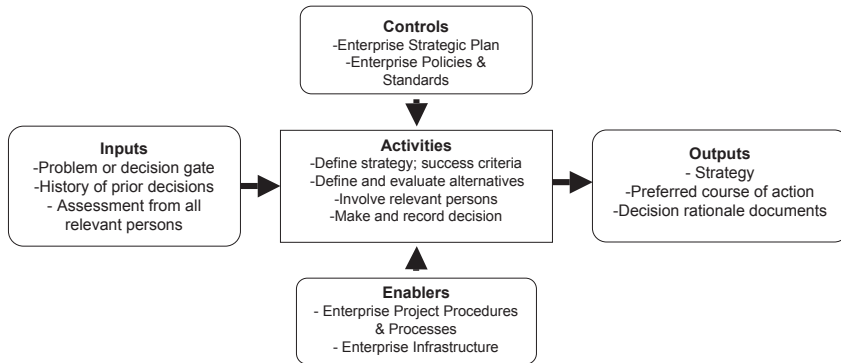 Controls
-Enterprise Strategic Plan
-Enterprise Policies &
Standards
Inputs
-Problem or decision gate
-History of prior decisions
- Assessment from all
relevant persons
Activities
-Define strategy; success criteria
-Define and evaluate alternatives
-Involve relevant persons
-Make and record decision
Outputs
- Strategy
-Preferred course of action
-Decision rationale documents
Enablers
- Enterprise Project Procedures
& Processes
- Enterprise Infrastructure